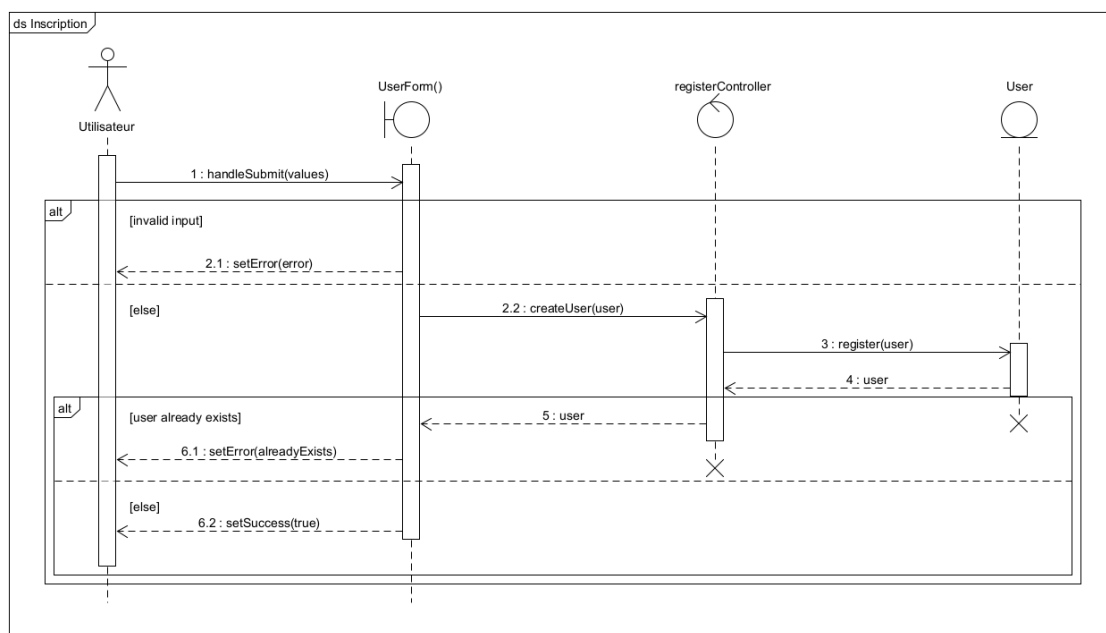 ds Inscription
UserForm()
registerController
User
Utilisateur
1 : handleSubmit(values)
alt
[invalid input]
2.1 : setError(error)
[else]
2.2 : createUser(user)
3 : register(user)
4 : user
alt
[user already exists]
5 : user
6.1 : setError(alreadyExists)
[else]
6.2 : setSuccess(true)